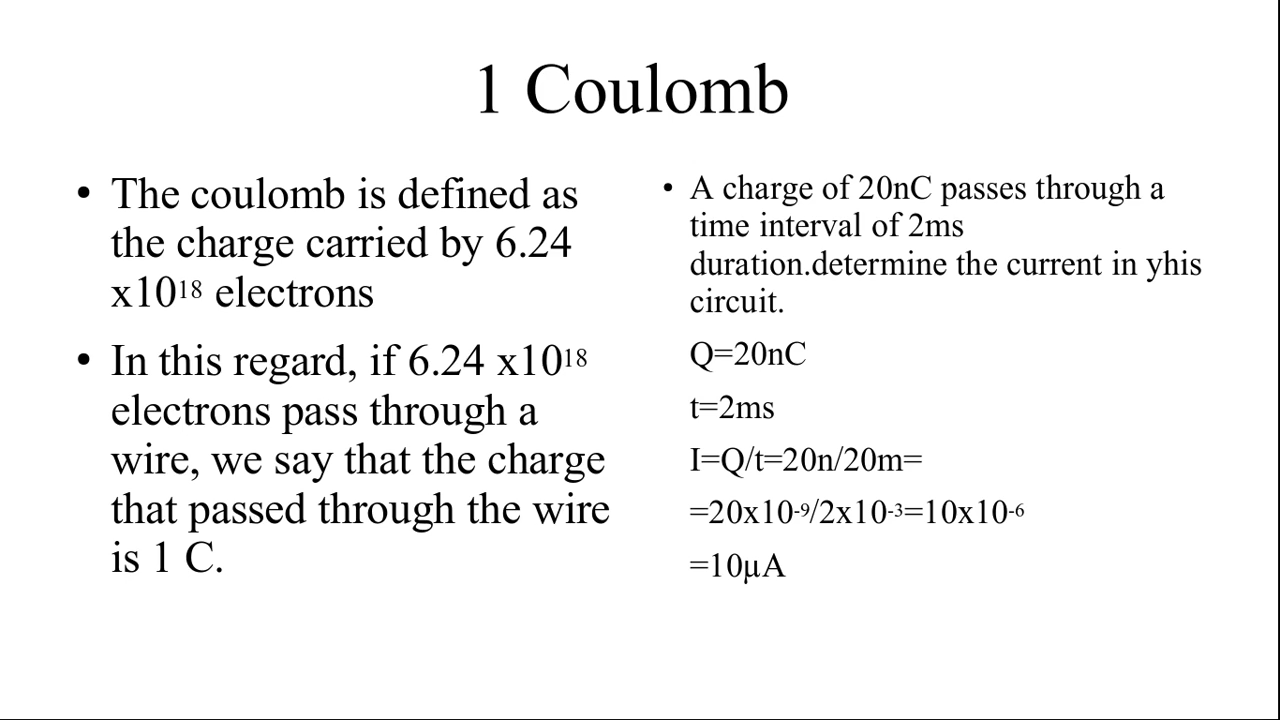 1 Coulomb
• The coulomb is defined as
the charge carried by 6.24
x10¹⁸ electrons
• In this regard, if 6.24 x10¹⁸
electrons pass through a
wire, we say that the charge
that passed through the wire
is 1 C.
• A charge of 20nC passes through a
time interval of 2ms
duration.determine the current in yhis
circuit.
Q=20nC
t=2ms
I=Q/t=20n/20m=
=20x10⁻⁹/2x10⁻³=10x10⁻⁶
=10µA